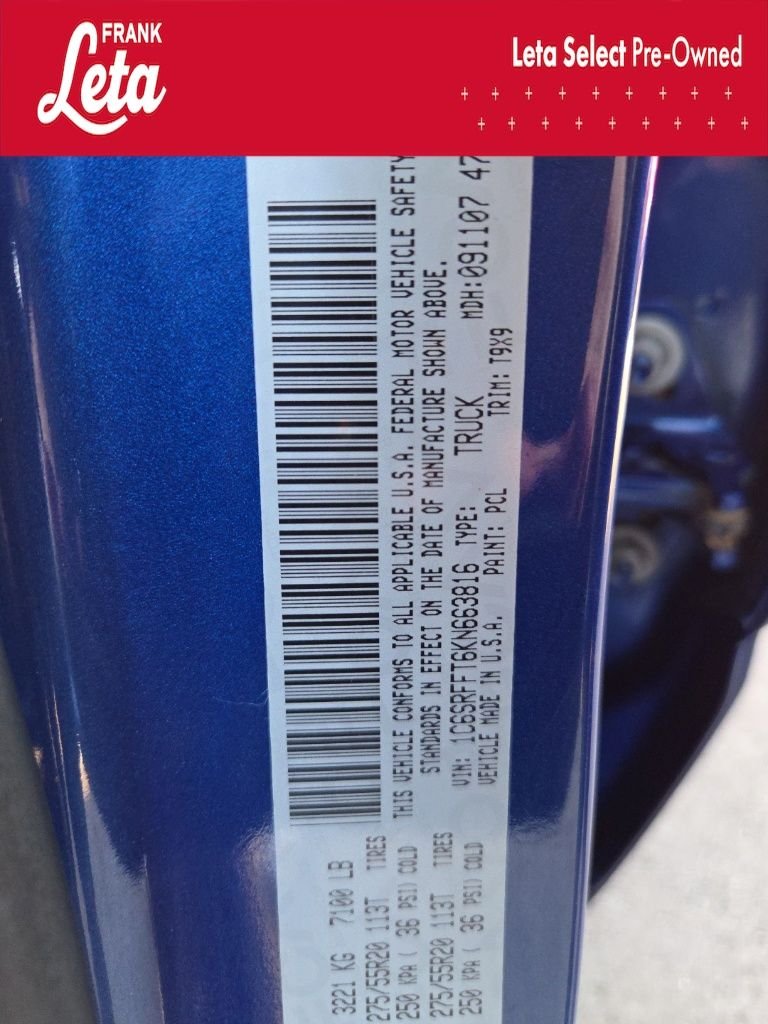 FRANK
Leta
Leta Select Pre-Owned
3221 KG 7100 LB
275/55R20 113T TIRES
250 KPA ( 36 PSI) COLD
275/55R20 113T TIRES
250 KPA ( 36 PSI) COLD
THIS VEHICLE CONFORMS TO ALL APPLICABLE U.S.A. FEDERAL MOTOR VEHICLE SAFETY
STANDARDS IN EFFECT ON THE DATE OF MANUFACTURE SHOWN ABOVE.
VIN: 1C6SRFFT6KN663816 TYPE: TRUCK MDH:091107 47
VEHICLE MADE IN U.S.A. PAINT: PCL TRIM: T9X9